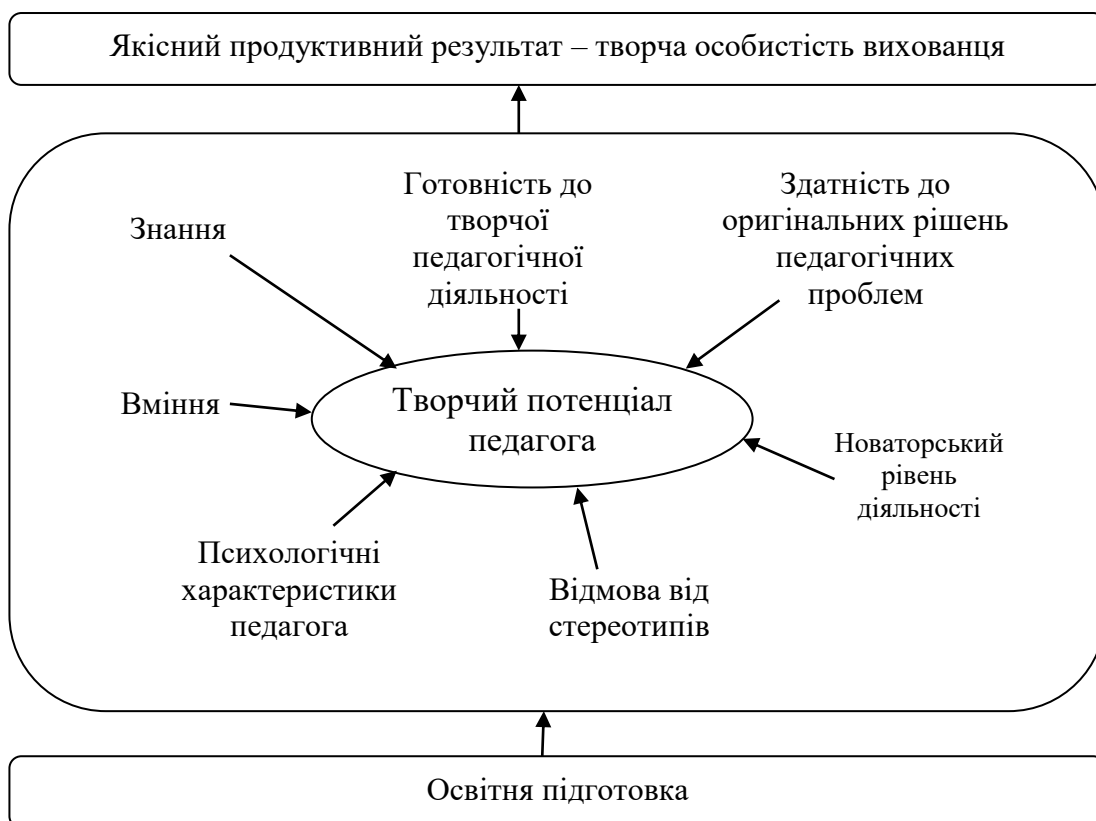 Якісний продуктивний результат – творча особистість вихованця
Знання
Готовність до
творчої
педагогічної
діяльності
Здатність до
оригінальних рішень
педагогічних
проблем
Вміння
Творчий потенціал
педагога
Новаторський
рівень
діяльності
Психологічні
характеристики
педагога
Відмова від
стереотипів
Освітня підготовка